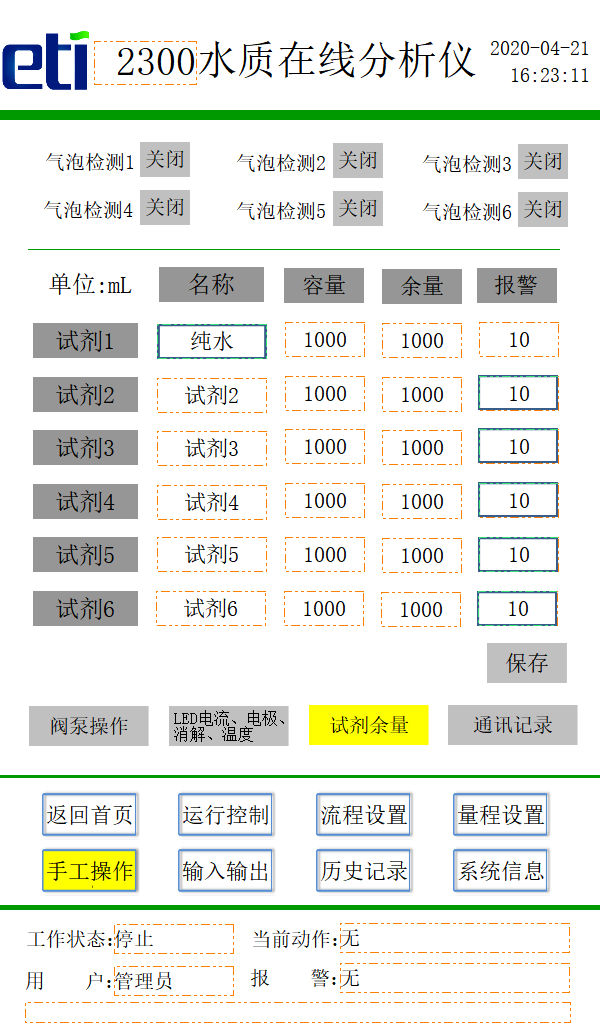 eti 2300水质在线分析仪 2020-04-21
16:23:11
气泡检测1 关闭 气泡检测2 关闭 气泡检测3 关闭
气泡检测4 关闭 气泡检测5 关闭 气泡检测6 关闭
单位:mL 名称 容量 余量 报警
试剂1 纯水 1000 1000 10
试剂2 试剂2 1000 1000 10
试剂3 试剂3 1000 1000 10
试剂4 试剂4 1000 1000 10
试剂5 试剂5 1000 1000 10
试剂6 试剂6 1000 1000 10
保存
阀泵操作 LED电流、电极、 试剂余量 通讯记录
消解、温度
返回首页 运行控制 流程设置 量程设置
手工操作 输入输出 历史记录 系统信息
工作状态:停止 当前动作:无
用 户:管理员 报 警:无